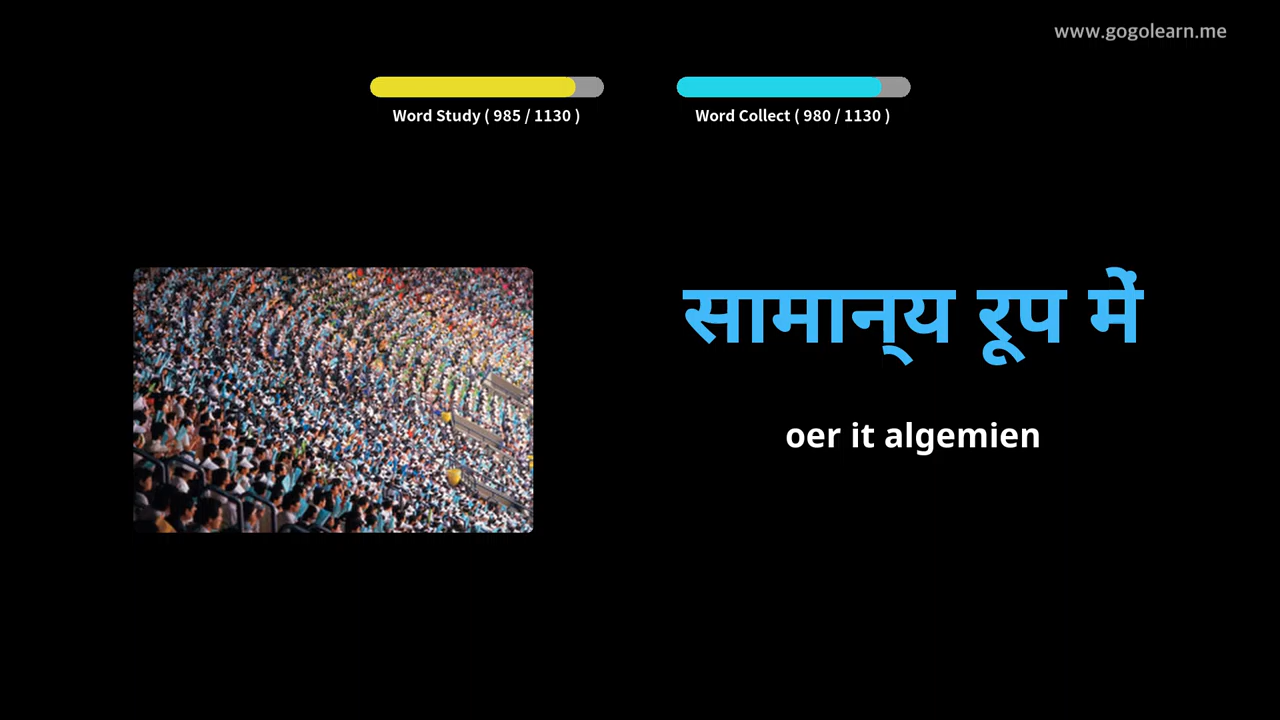 www.gogolearn.me
Word Study ( 985 / 1130 )
Word Collect ( 980 / 1130 )
सामान्‍य रूप में
oer it algemien